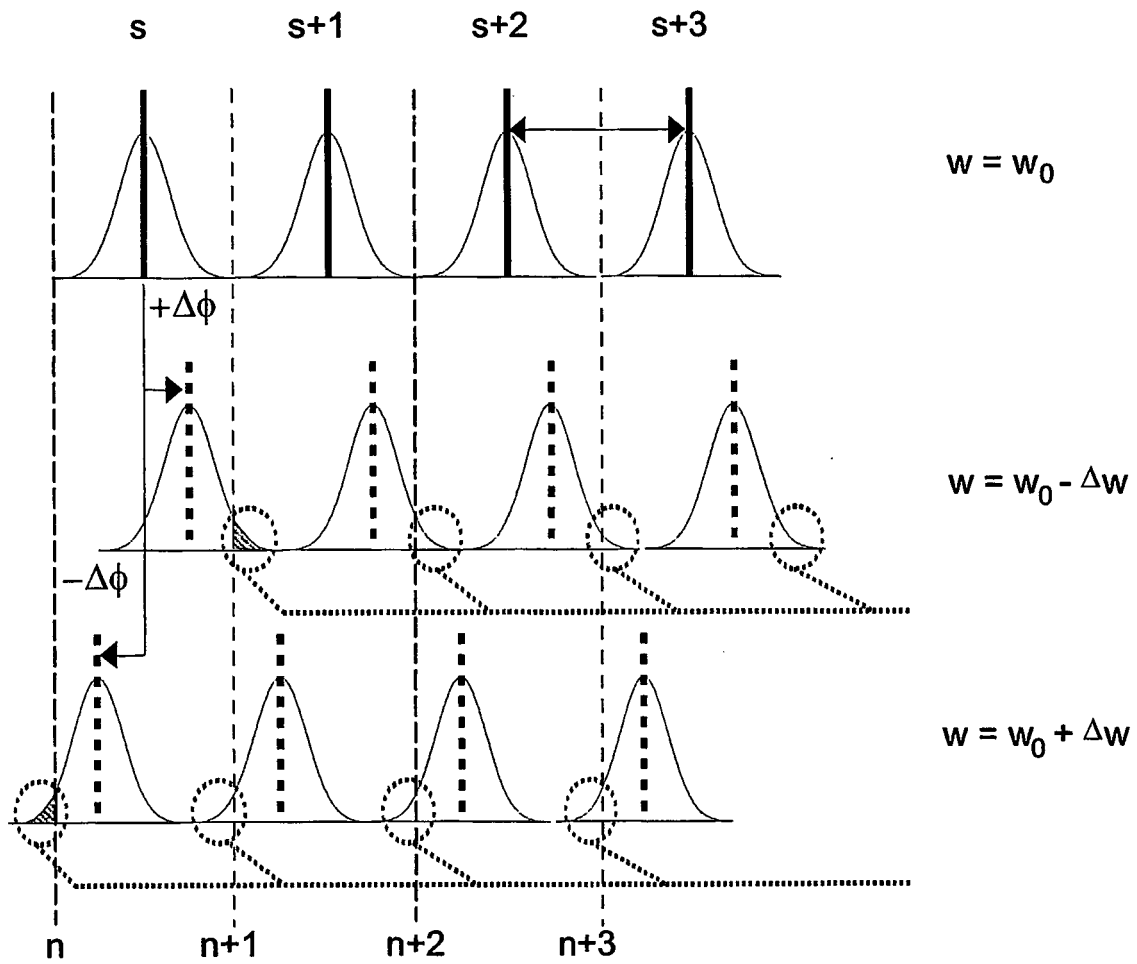 s s+1 s+2 s+3
w = w₀
+Δϕ
w = w₀ - Δw
−Δϕ
w = w₀ + Δw
n n+1 n+2 n+3